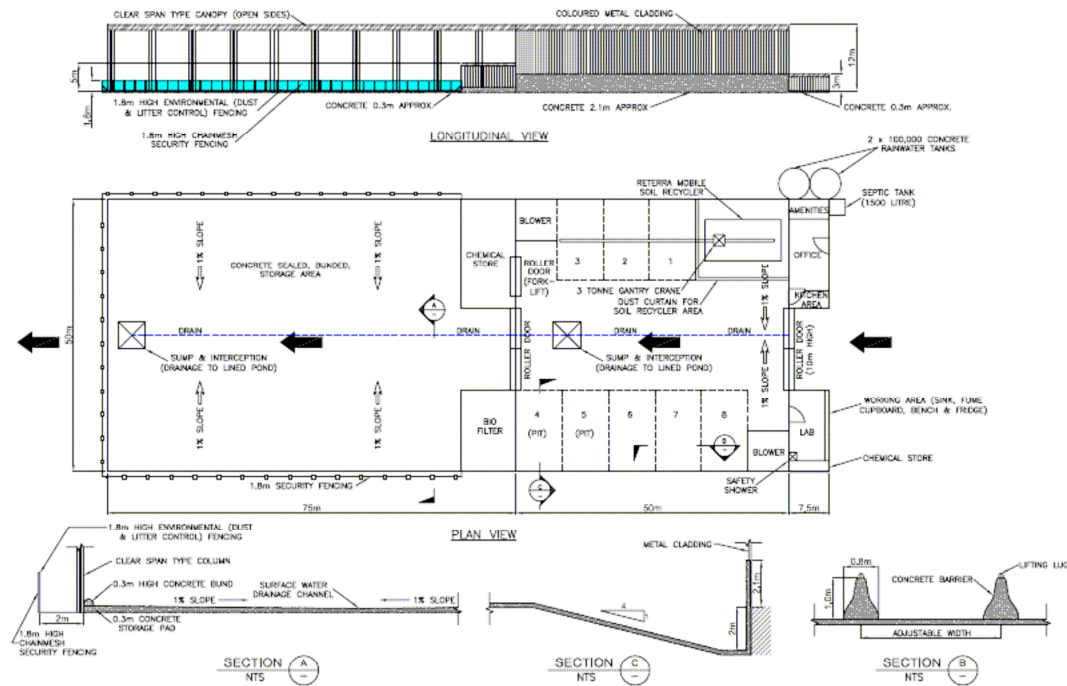 CLEAR SPAN TYPE CANOPY (OPEN SIDES)
COLOURED METAL CLADDING
5m
1.8m
12m
3m
1.8m HIGH ENVIRONMENTAL (DUST
& LITTER CONTROL) FENCING
1.8m HIGH CHAINMESH
SECURITY FENCING
CONCRETE 0.3m APPROX.
CONCRETE 2.1m APPROX
CONCRETE 0.3m APPROX.
LONGITUDINAL VIEW
2 x 100,000 CONCRETE
RAINWATER TANKS
SEPTIC TANK
(1500 LITRE)
RETERRA MOBILE
SOIL RECYCLER
AMENITIES
BLOWER
1% SLOPE
1% SLOPE
CONCRETE SEALED, BUNDED,
STORAGE AREA
CHEMICAL
STORE
ROLLER
DOOR
(FORK-
LIFT)
3
2
1
OFFICE
3 TONNE GANTRY CRANE
DUST CURTAIN FOR
SOIL RECYCLER AREA
1% SLOPE
KITCHEN
AREA
A
50m
DRAIN
DRAIN
DRAIN
DRAIN
SUMP & INTERCEPTION
(DRAINAGE TO LINED POND)
ROLLER DOOR
SUMP & INTERCEPTION
(DRAINAGE TO LINED POND)
ROLLER DOOR
(10m HIGH)
1% SLOPE
1% SLOPE
1% SLOPE
BIO
FILTER
4
(PIT)
5
(PIT)
6
7
8
B
BLOWER
LAB
WORKING AREA (SINK, FUME
CUPBOARD, BENCH & FRIDGE)
CHEMICAL STORE
SAFETY
SHOWER
1.8m SECURITY FENCING
C
75m
50m
7.5m
PLAN VIEW
1.8m HIGH ENVIRONMENTAL (DUST
& LITTER CONTROL) FENCING
CLEAR SPAN TYPE COLUMN
0.3m HIGH CONCRETE BUND
SURFACE WATER
DRAINAGE CHANNEL
1% SLOPE
1% SLOPE
0.3m CONCRETE
STORAGE PAD
2m
1.8m HIGH
CHAINMESH
SECURITY FENCING
SECTION A
NTS
METAL CLADDING
2.1m
4
1
2m
SECTION C
NTS
0.8m
LIFTING LUG
CONCRETE BARRIER
1.0m
ADJUSTABLE WIDTH
SECTION B
NTS